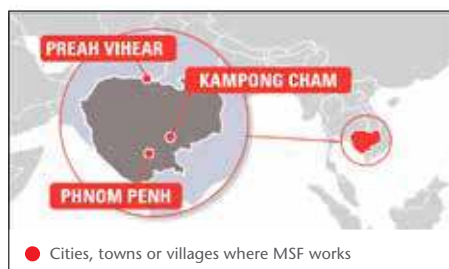 PREAH VIHEAR
KAMPONG CHAM
PHNOM PENH
Cities, towns or villages where MSF works